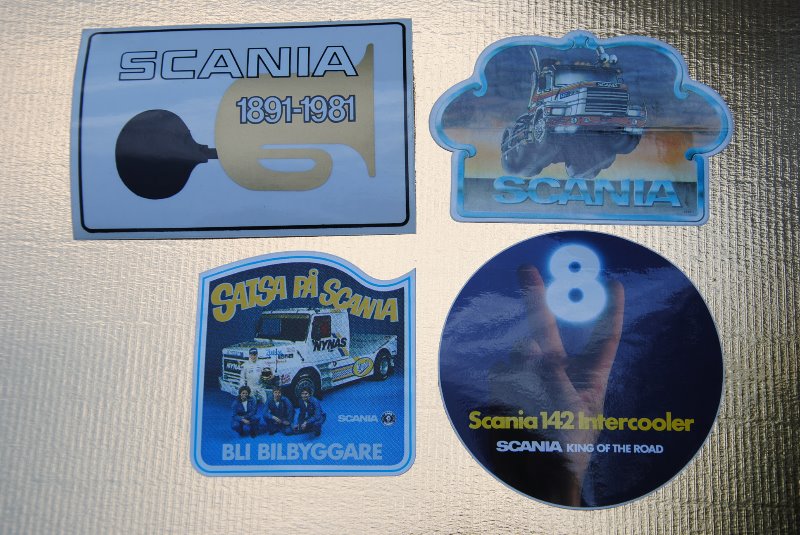 SCANIA
1891-1981
SCANIA
SCANIA
SATSA PÅ SCANIA
NYNAS
SCANIA
BLI BILBYGGARE
8
Scania 142 Intercooler
SCANIA KING OF THE ROAD